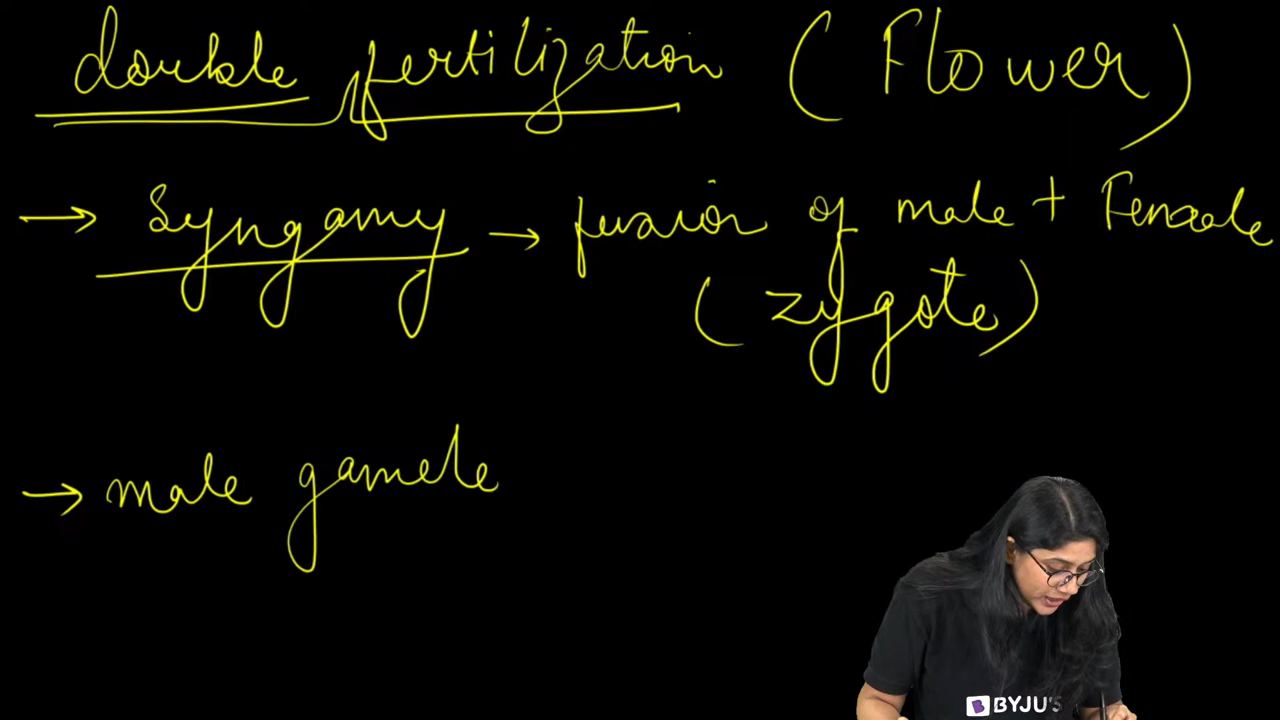 double fertilization (Flower)
→ Syngamy → fusion of male + Female
(zygote)
→ male gamete
BYJU'S